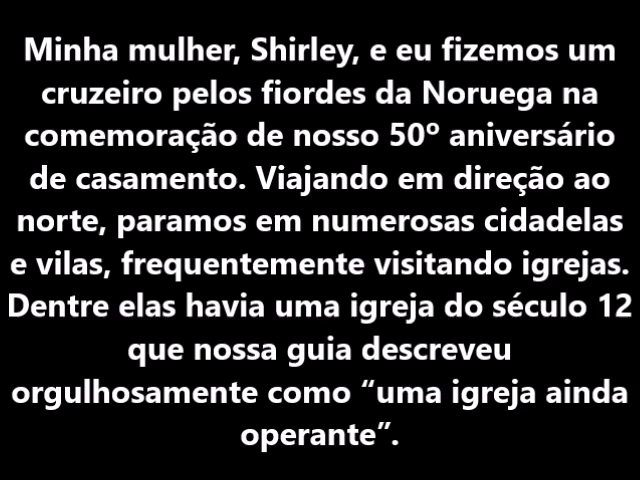 Minha mulher, Shirley, e eu fizemos um
cruzeiro pelos fiordes da Noruega na
comemoração de nosso 50º aniversário
de casamento. Viajando em direção ao
norte, paramos em numerosas cidadelas
e vilas, frequentemente visitando igrejas.
Dentre elas havia uma igreja do século 12
que nossa guia descreveu
orgulhosamente como “uma igreja ainda
operante”.